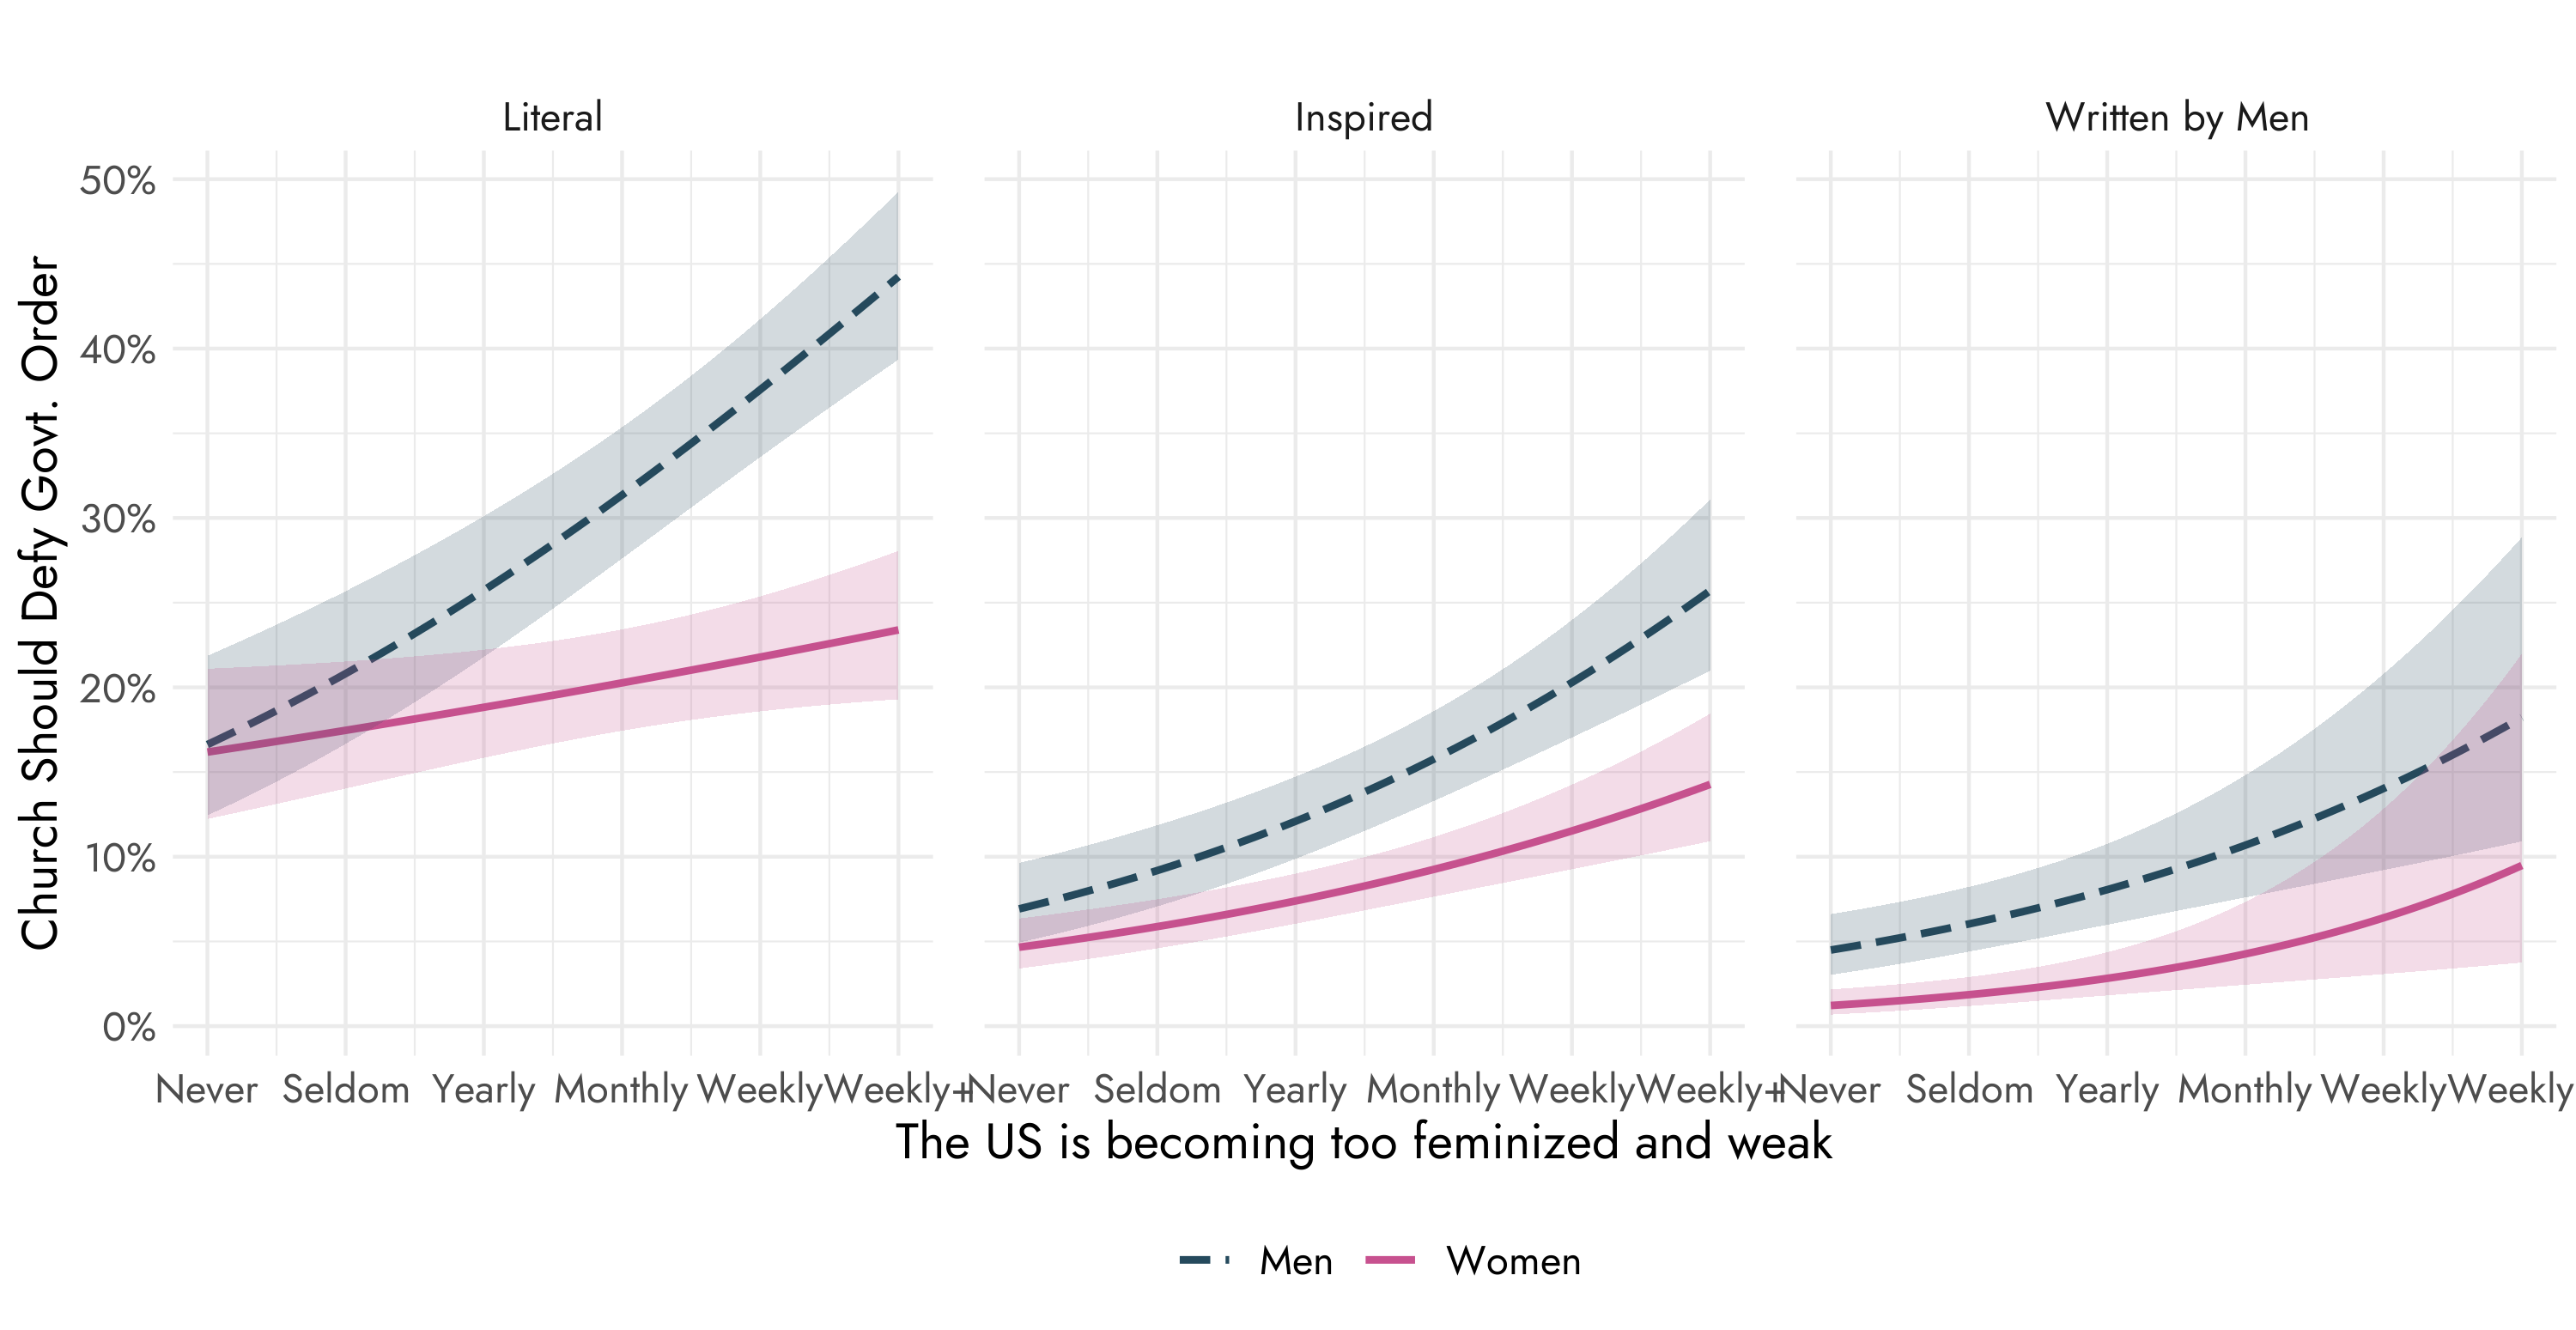 Literal
Inspired
Written by Men
Church Should Defy Govt. Order
50%
40%
30%
20%
10%
0%
Never Seldom Yearly Monthly Weekly Weekly+ Never Seldom Yearly Monthly Weekly Weekly+ Never Seldom Yearly Monthly Weekly Weekly
The US is becoming too feminized and weak
Men Women